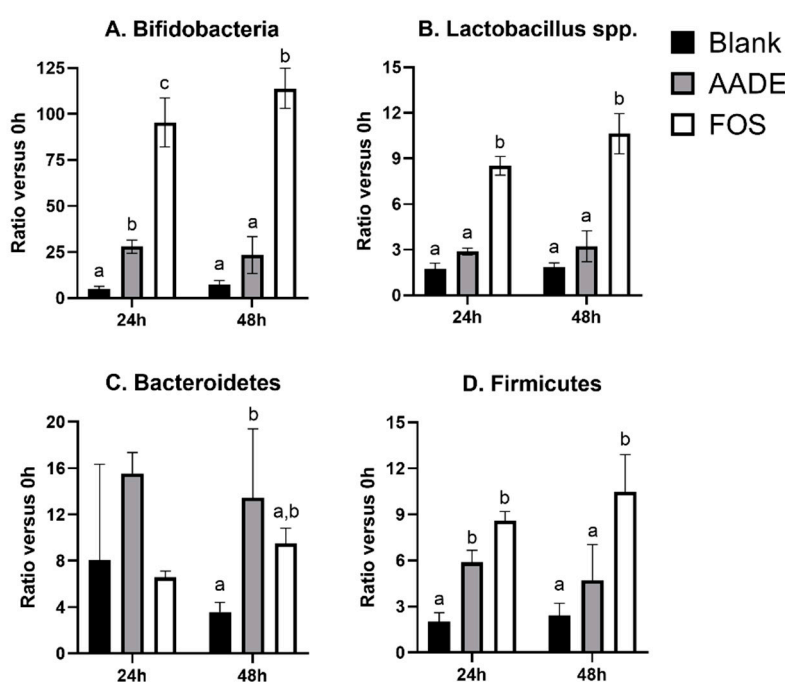 A. Bifidobacteria
Ratio versus 0h
125
100
75
50
25
0
a
b
c
a
a
b
24h
48h
B. Lactobacillus spp.
Ratio versus 0h
15
12
9
6
3
0
a
a
b
a
a
b
24h
48h
Blank
AADE
FOS
C. Bacteroidetes
Ratio versus 0h
20
16
12
8
4
0
a
b
a,b
24h
48h
D. Firmicutes
Ratio versus 0h
15
12
9
6
3
0
a
b
b
a
a
b
24h
48h